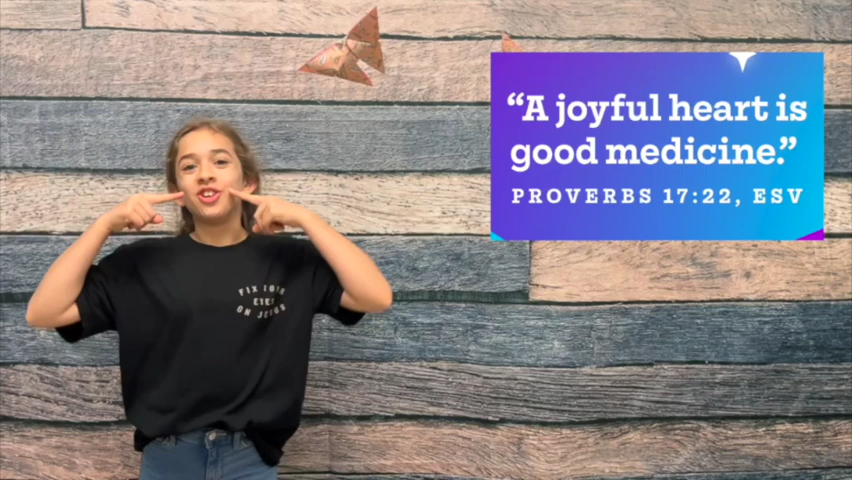 “A joyful heart is
good medicine.”
PROVERBS 17:22, ESV
FIX YOUR
EYES
ON JESUS